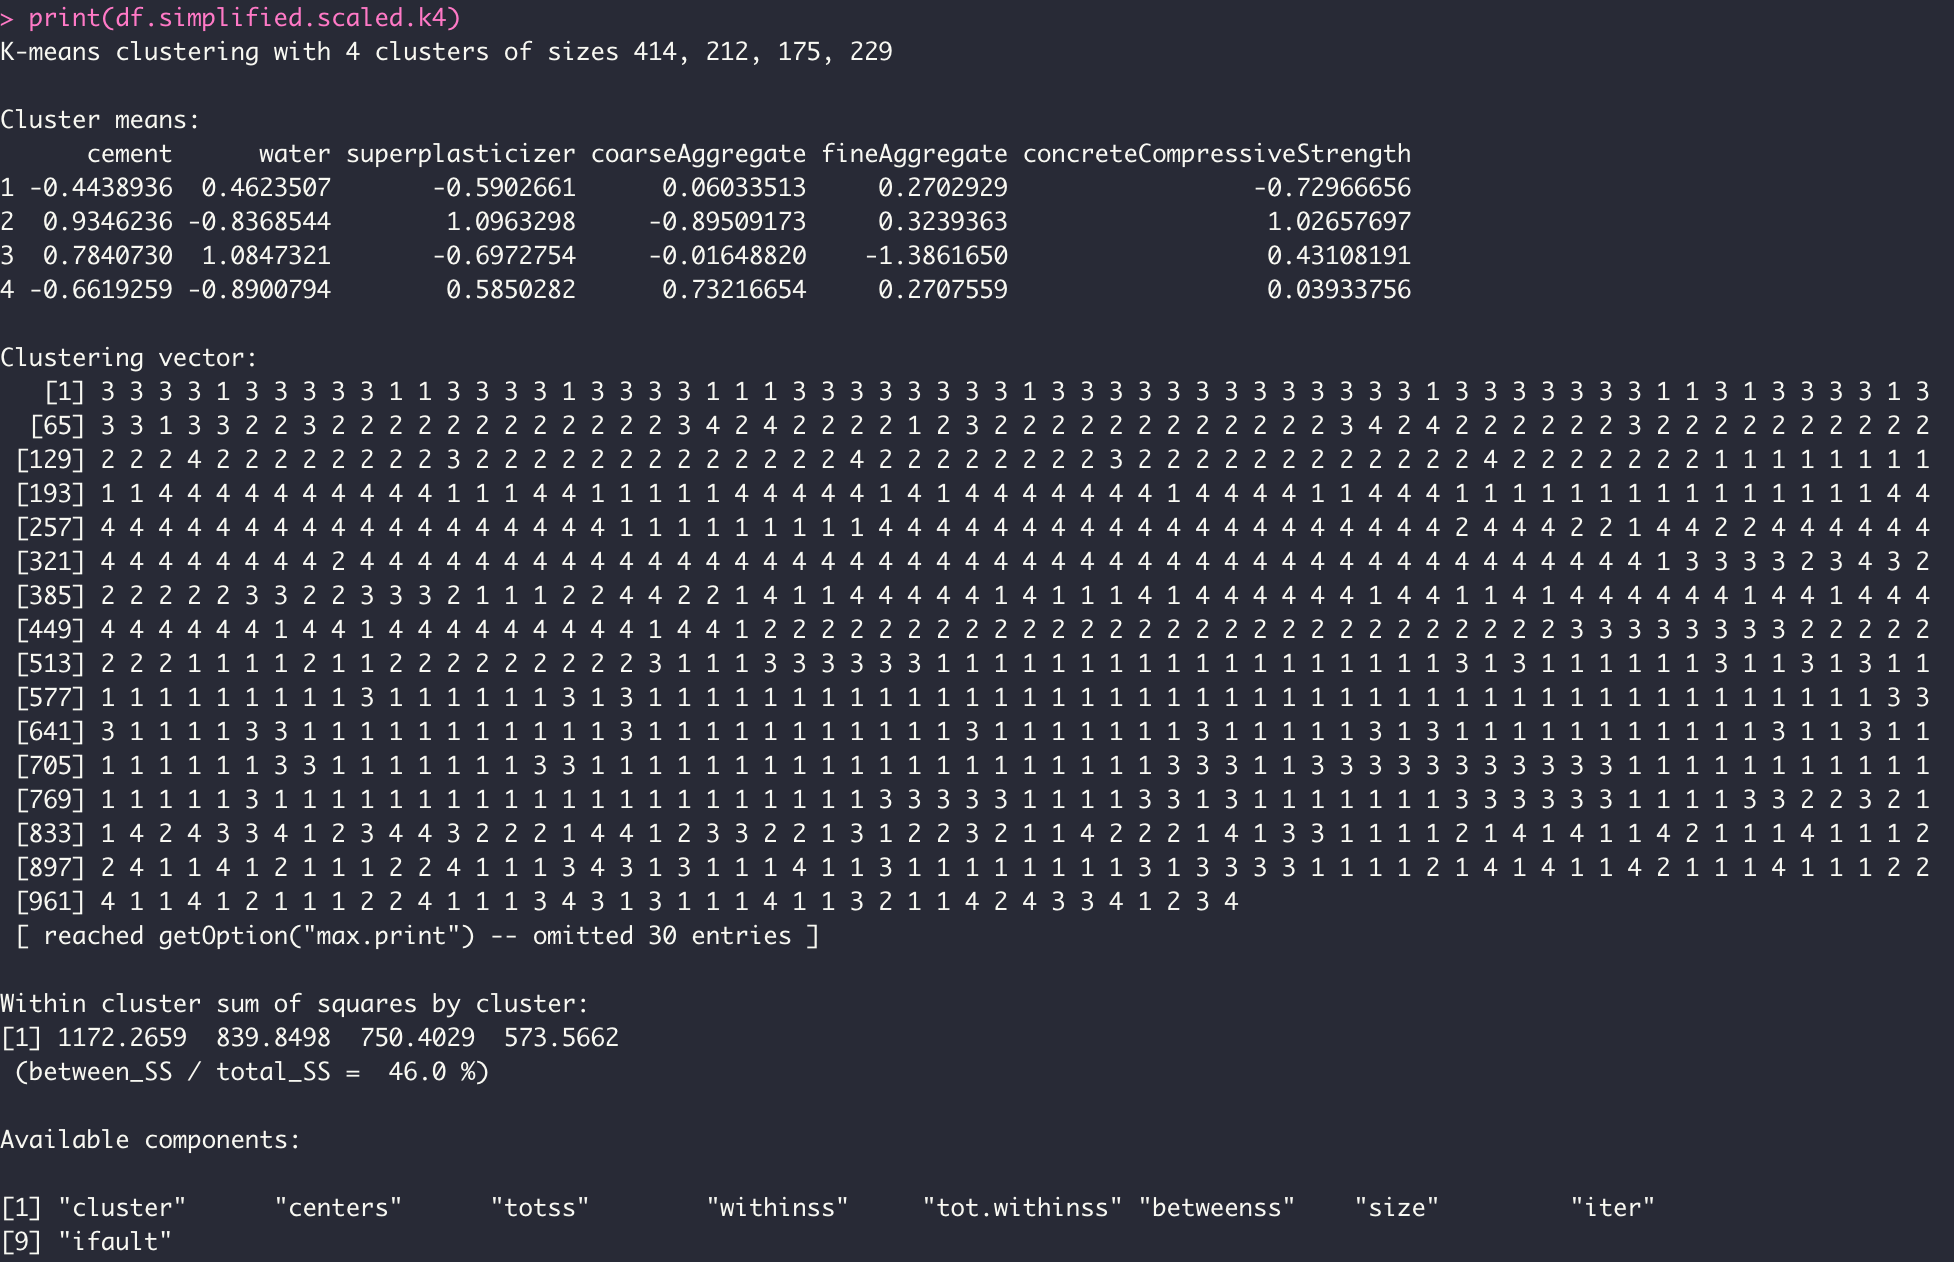 > print(df.simplified.scaled.k4)
K-means clustering with 4 clusters of sizes 414, 212, 175, 229

Cluster means:
      cement      water superplasticizer coarseAggregate fineAggregate concreteCompressiveStrength
1 -0.4438936  0.4623507       -0.5902661      0.06033513     0.2702929                 -0.72966656
2  0.9346236 -0.8368544        1.0963298     -0.89509173     0.3239363                  1.02657697
3  0.7840730  1.0847321       -0.6972754     -0.01648820    -1.3861650                  0.43108191
4 -0.6619259 -0.8900794        0.5850282      0.73216654     0.2707559                  0.03933756

Clustering vector:
   [1] 3 3 3 3 1 3 3 3 3 3 1 1 3 3 3 3 1 3 3 3 3 1 1 1 3 3 3 3 3 3 3 3 1 3 3 3 3 3 3 3 3 3 3 3 3 3 3 1 3 3 3 3 3 3 3 1 1 3 1 3 3 3 3 1 3
  [65] 3 3 1 3 3 2 2 3 2 2 2 2 2 2 2 2 2 2 2 2 3 4 2 4 2 2 2 2 1 2 3 2 2 2 2 2 2 2 2 2 2 2 2 3 4 2 4 2 2 2 2 2 2 3 2 2 2 2 2 2 2 2 2 2
 [129] 2 2 2 4 2 2 2 2 2 2 2 2 3 2 2 2 2 2 2 2 2 2 2 2 2 2 4 2 2 2 2 2 2 2 2 3 2 2 2 2 2 2 2 2 2 2 2 2 4 2 2 2 2 2 2 2 1 1 1 1 1 1 1 1
 [193] 1 1 4 4 4 4 4 4 4 4 4 4 1 1 1 4 4 1 1 1 1 1 4 4 4 4 4 1 4 1 4 4 4 4 4 4 4 1 4 4 4 4 1 1 4 4 4 1 1 1 1 1 1 1 1 1 1 1 1 1 1 1 4 4
 [257] 4 4 4 4 4 4 4 4 4 4 4 4 4 4 4 4 4 4 1 1 1 1 1 1 1 1 1 4 4 4 4 4 4 4 4 4 4 4 4 4 4 4 4 4 4 4 4 2 4 4 4 2 2 1 4 4 2 2 4 4 4 4 4 4
 [321] 4 4 4 4 4 4 4 4 2 4 4 4 4 4 4 4 4 4 4 4 4 4 4 4 4 4 4 4 4 4 4 4 4 4 4 4 4 4 4 4 4 4 4 4 4 4 4 4 4 4 4 4 4 4 1 3 3 3 3 2 3 4 3 2
 [385] 2 2 2 2 2 3 3 2 2 3 3 3 2 1 1 1 2 2 4 4 2 2 1 4 1 1 4 4 4 4 4 1 4 1 1 1 4 1 4 4 4 4 4 4 1 4 4 1 1 4 1 4 4 4 4 4 4 1 4 4 1 4 4 4
 [449] 4 4 4 4 4 4 1 4 4 1 4 4 4 4 4 4 4 4 4 1 4 4 1 2 2 2 2 2 2 2 2 2 2 2 2 2 2 2 2 2 2 2 2 2 2 2 2 2 2 2 2 3 3 3 3 3 3 3 3 2 2 2 2 2
 [513] 2 2 2 1 1 1 1 2 1 1 2 2 2 2 2 2 2 2 2 3 1 1 1 3 3 3 3 3 3 1 1 1 1 1 1 1 1 1 1 1 1 1 1 1 1 1 1 3 1 3 1 1 1 1 1 1 3 1 1 3 1 3 1 1
 [577] 1 1 1 1 1 1 1 1 1 3 1 1 1 1 1 1 3 1 3 1 1 1 1 1 1 1 1 1 1 1 1 1 1 1 1 1 1 1 1 1 1 1 1 1 1 1 1 1 1 1 1 1 1 1 1 1 1 1 1 1 1 1 3 3
 [641] 3 1 1 1 1 3 3 1 1 1 1 1 1 1 1 1 1 1 3 1 1 1 1 1 1 1 1 1 1 1 3 1 1 1 1 1 1 1 3 1 1 1 1 1 3 1 3 1 1 1 1 1 1 1 1 1 1 1 3 1 1 3 1 1
 [705] 1 1 1 1 1 1 3 3 1 1 1 1 1 1 1 3 3 1 1 1 1 1 1 1 1 1 1 1 1 1 1 1 1 1 1 1 1 3 3 3 1 1 3 3 3 3 3 3 3 3 3 3 3 1 1 1 1 1 1 1 1 1 1 1
 [769] 1 1 1 1 1 3 1 1 1 1 1 1 1 1 1 1 1 1 1 1 1 1 1 1 1 1 1 3 3 3 3 3 1 1 1 1 3 3 1 3 1 1 1 1 1 1 1 3 3 3 3 3 3 1 1 1 1 3 3 2 2 3 2 1
 [833] 1 4 2 4 3 3 4 1 2 3 4 4 3 2 2 2 1 4 4 1 2 3 3 2 2 1 3 1 2 2 3 2 1 1 4 2 2 2 1 4 1 3 3 1 1 1 1 2 1 4 1 4 1 1 4 2 1 1 1 4 1 1 1 2
 [897] 2 4 1 1 4 1 2 1 1 1 2 2 4 1 1 1 3 4 3 1 3 1 1 1 4 1 1 3 1 1 1 1 1 1 1 1 3 1 3 3 3 3 1 1 1 1 2 1 4 1 4 1 1 4 2 1 1 1 4 1 1 1 2 2
 [961] 4 1 1 4 1 2 1 1 1 2 2 4 1 1 1 3 4 3 1 3 1 1 1 4 1 1 3 2 1 1 4 2 4 3 3 4 1 2 3 4
 [ reached getOption("max.print") -- omitted 30 entries ]

Within cluster sum of squares by cluster:
[1] 1172.2659  839.8498  750.4029  573.5662
 (between_SS / total_SS =  46.0 %)

Available components:

[1] "cluster"      "centers"      "totss"        "withinss"     "tot.withinss" "betweenss"    "size"         "iter"
[9] "ifault"